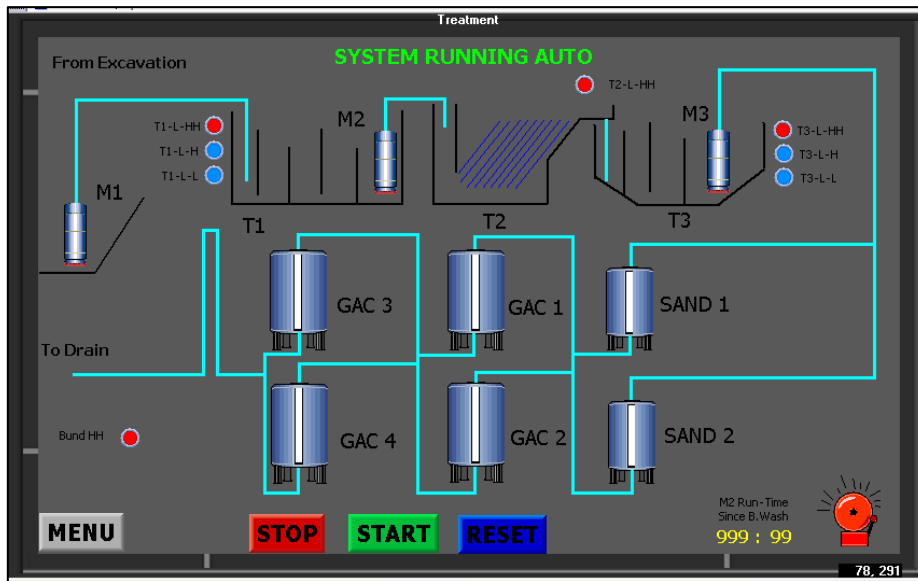 Treatment
SYSTEM RUNNING AUTO
From Excavation
T2-L-HH
M2
M3
T1-L-HH
T1-L-H
T1-L-L
T3-L-HH
T3-L-H
T3-L-L
M1
T1
T2
T3
GAC 3
GAC 1
SAND 1
To Drain
GAC 4
GAC 2
SAND 2
Bund HH
M2 Run-Time
Since B.Wash
999 : 99
MENU
STOP
START
RESET
78, 291